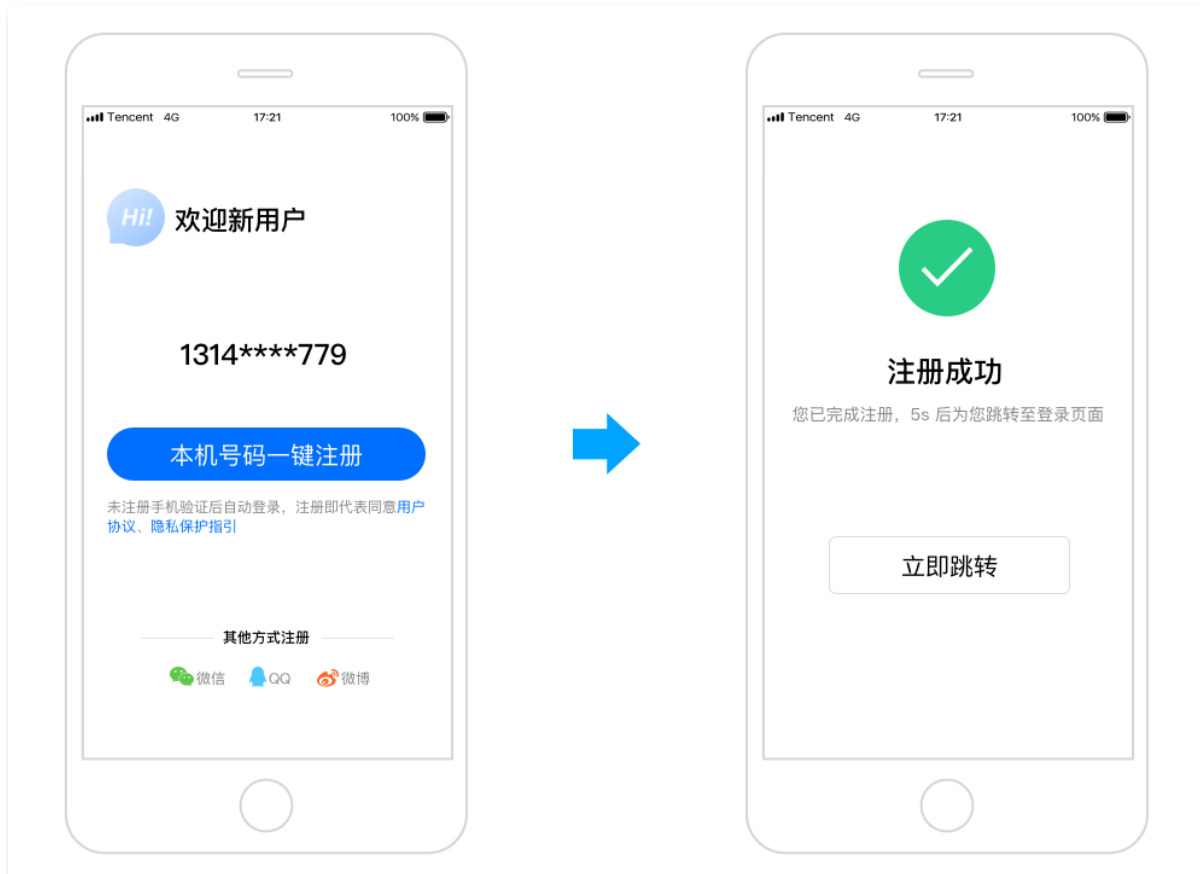 Tencent 4G 17:21 100%
Hi! 欢迎新用户
1314****779
本机号码一键注册
未注册手机验证后自动登录，注册即代表同意用户
协议、隐私保护指引
其他方式注册
微信 QQ 微博
Tencent 4G 17:21 100%
注册成功
您已完成注册，5s 后为您跳转至登录页面
立即跳转